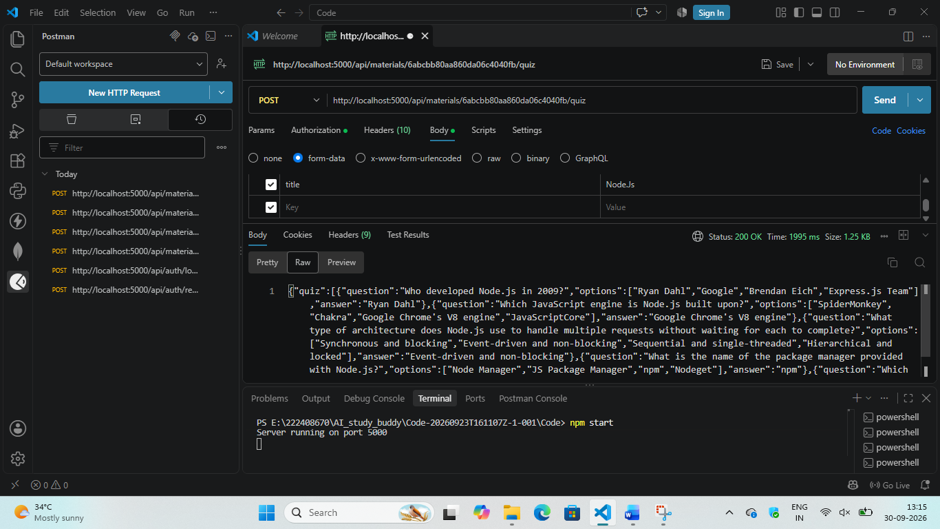 File Edit Selection View Go Run ··· Code Sign In
Postman
Welcome http://localhos...
Default workspace
http://localhost:5000/api/materials/6abcbb80aa860da06c4040fb/quiz Save No Environment
New HTTP Request
POST http://localhost:5000/api/materials/6abcbb80aa860da06c4040fb/quiz Send
Params Authorization Headers (10) Body Scripts Settings Code Cookies
Filter
none form-data x-www-form-urlencoded raw binary GraphQL
Today
POST http://localhost:5000/api/materia...
POST http://localhost:5000/api/materia...
POST http://localhost:5000/api/materia...
POST http://localhost:5000/api/materia...
POST http://localhost:5000/api/auth/lo...
POST http://localhost:5000/api/auth/re...
title NodeJs
Key Value
Body Cookies Headers (9) Test Results Status: 200 OK Time: 1995 ms Size: 1.25 KB
Pretty Raw Preview
1 {"quiz":[{"question":"Who developed Node.js in 2009?","options":["Ryan Dahl","Google","Brendan Eich","Express.js Team"]
,"answer":"Ryan Dahl"},{"question":"Which JavaScript engine is Node.js built upon?","options":["SpiderMonkey",
"Chakra","Google Chrome's V8 engine","JavaScriptCore"],"answer":"Google Chrome's V8 engine"},{"question":"What
type of architecture does Node.js use to handle multiple requests without waiting for each to complete?","options":
["Synchronous and blocking","Event-driven and non-blocking","Sequential and single-threaded","Hierarchical and
locked"],"answer":"Event-driven and non-blocking"},{"question":"What is the name of the package manager provided
with Node.js?","options":["Node Manager","JS Package Manager","npm","Nodeget"],"answer":"npm"},{"question":"Which
Problems Output Debug Console Terminal Ports Postman Console
PS E:\222408670\AI_study_buddy\Code-20260923T161107Z-1-001\Code> npm start
Server running on port 5000
powershell
powershell
powershell
powershell
0 0 Go Live
34°C
Mostly sunny
Search
ENG
IN
13:15
30-09-2026